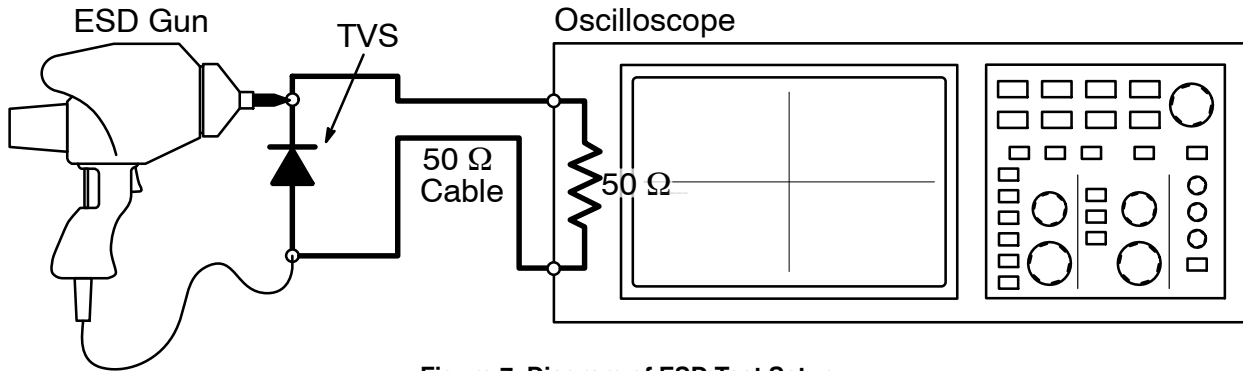 ESD Gun
TVS
Oscilloscope
50 Ω
Cable
50 Ω
Figure 7. Diagram of ESD Test Setup